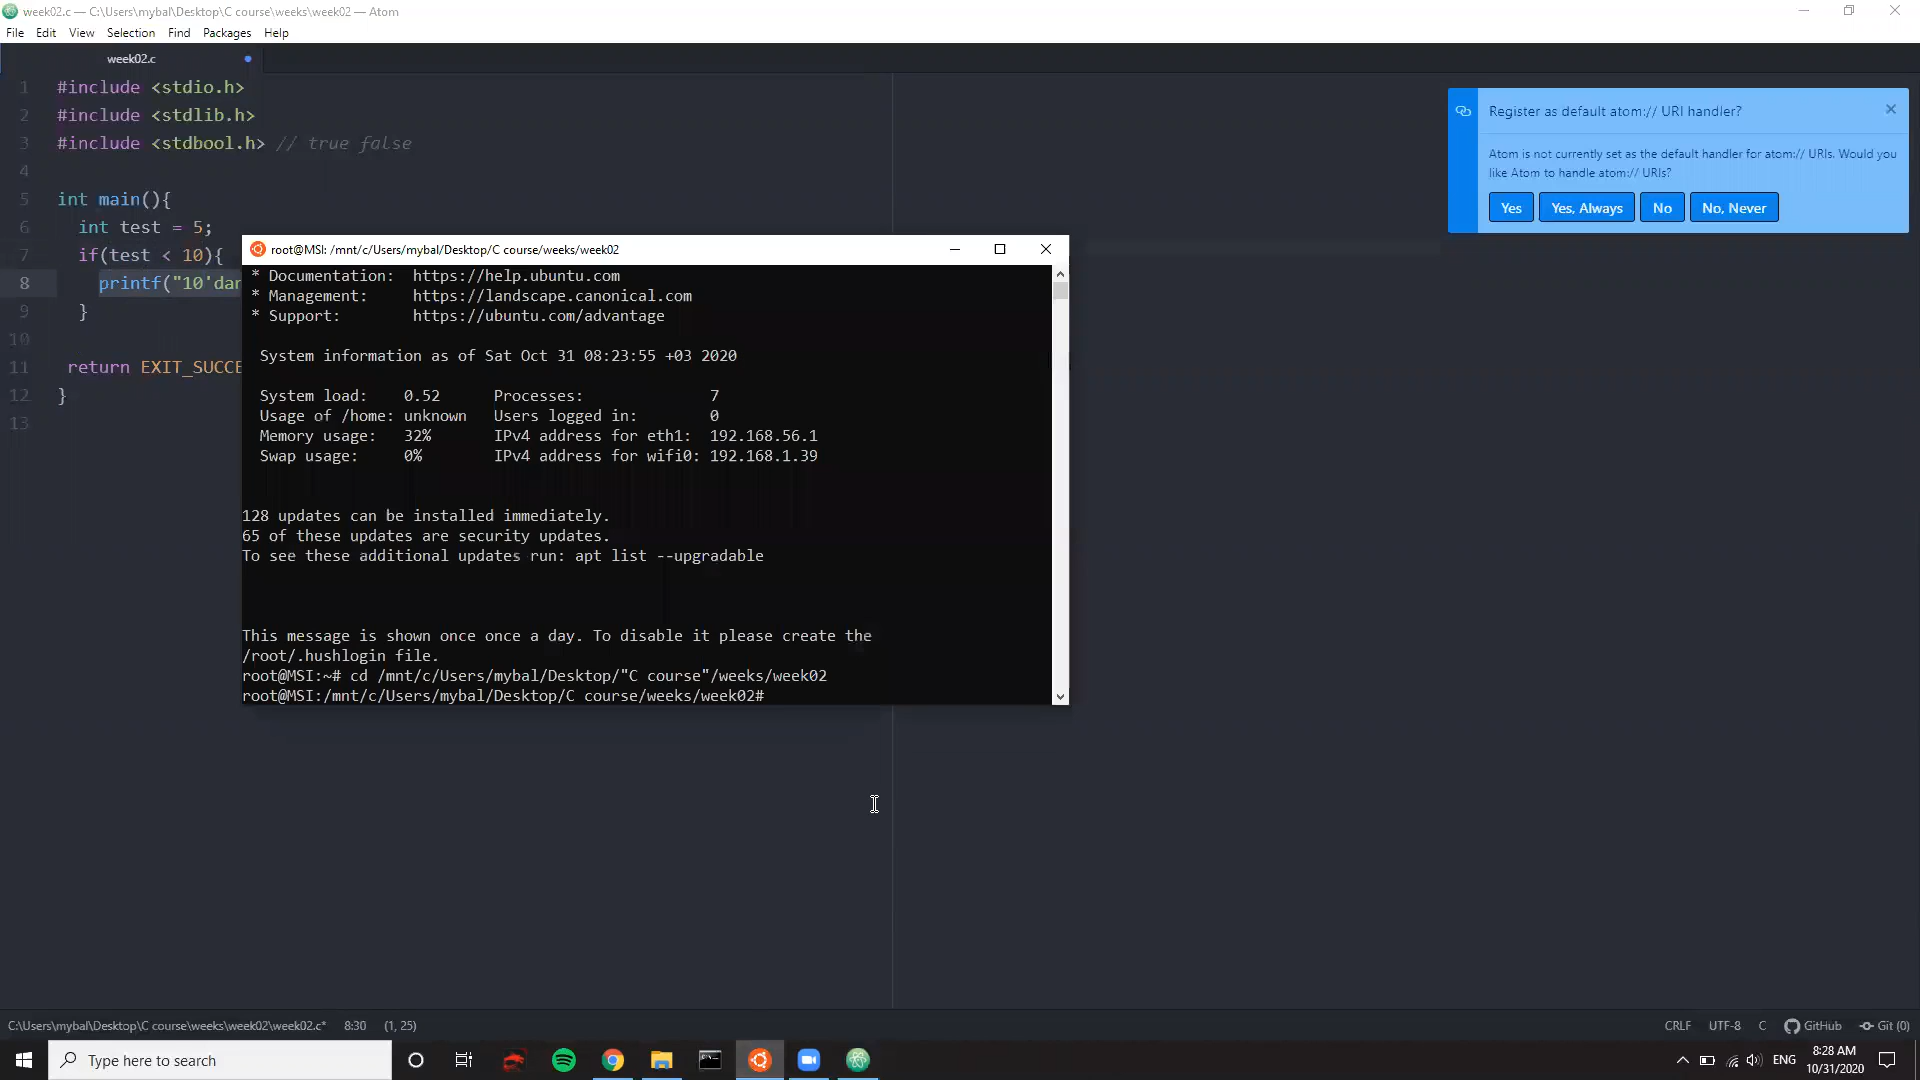 week02.c — C:\Users\mybal\Desktop\C course\weeks\week02 — Atom
File Edit View Selection Find Packages Help
week02.c
1 #include <stdio.h>
2 #include <stdlib.h>
3 #include <stdbool.h> // true false
4
5 int main(){
6 int test = 5;
7 if(test < 10){
8 printf("10'dan
9 }
10
11 return EXIT_SUCCE
12 }
13
Register as default atom:// URI handler?
Atom is not currently set as the default handler for atom:// URIs. Would you
like Atom to handle atom:// URIs?
Yes Yes, Always No No, Never
root@MSI: /mnt/c/Users/mybal/Desktop/C course/weeks/week02
* Documentation: https://help.ubuntu.com
* Management: https://landscape.canonical.com
* Support: https://ubuntu.com/advantage
System information as of Sat Oct 31 08:23:55 +03 2020
System load: 0.52 Processes: 7
Usage of /home: unknown Users logged in: 0
Memory usage: 32% IPv4 address for eth1: 192.168.56.1
Swap usage: 0% IPv4 address for wifi0: 192.168.1.39
128 updates can be installed immediately.
65 of these updates are security updates.
To see these additional updates run: apt list --upgradable
This message is shown once once a day. To disable it please create the
/root/.hushlogin file.
root@MSI:~# cd /mnt/c/Users/mybal/Desktop/"C course"/weeks/week02
root@MSI:/mnt/c/Users/mybal/Desktop/C course/weeks/week02#
C:\Users\mybal\Desktop\C course\weeks\week02\week02.c* 8:30 (1, 25)
CRLF UTF-8 C GitHub Git (0)
Type here to search
ENG
8:28 AM
10/31/2020